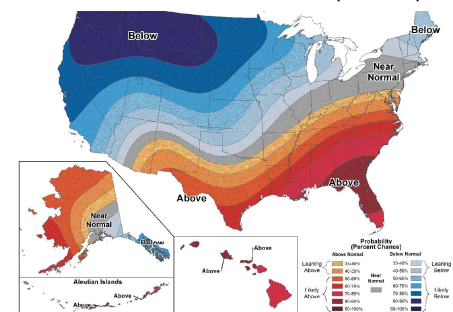 Below
Below
Near
Normal
Above
Above
Near
Normal
Below
Above
Above
Aleutian Islands
Above
Above
Probability
(Percent Chance)
Above Normal
Below Normal
Leaning
Above
Likely
Above
33-40%
40-50%
50-60%
60-70%
70-80%
80-90%
90-100%
Near
Normal
33-40%
40-50%
50-60%
60-70%
70-80%
80-90%
90-100%
Leaning
Below
Likely
Below